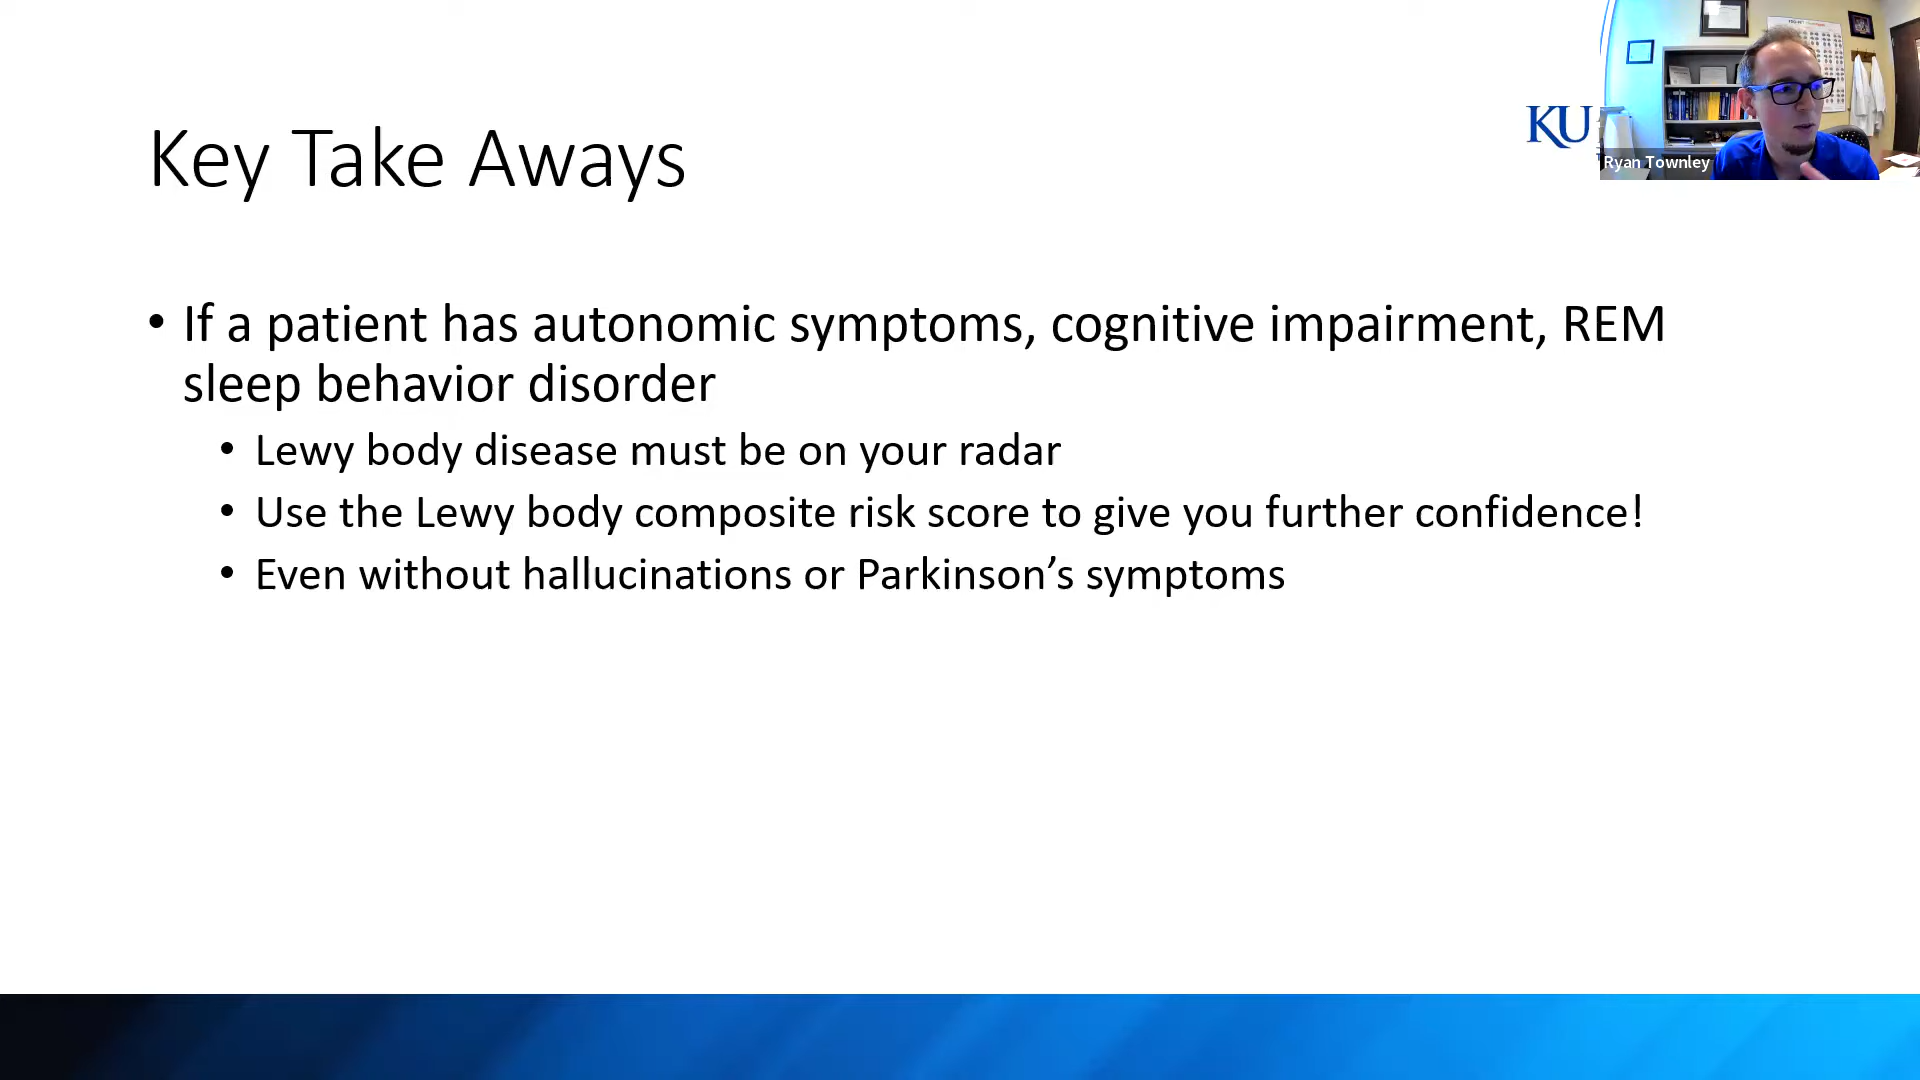 Key Take Aways
KU
Ryan Townley
• If a patient has autonomic symptoms, cognitive impairment, REM
sleep behavior disorder
• Lewy body disease must be on your radar
• Use the Lewy body composite risk score to give you further confidence!
• Even without hallucinations or Parkinson’s symptoms